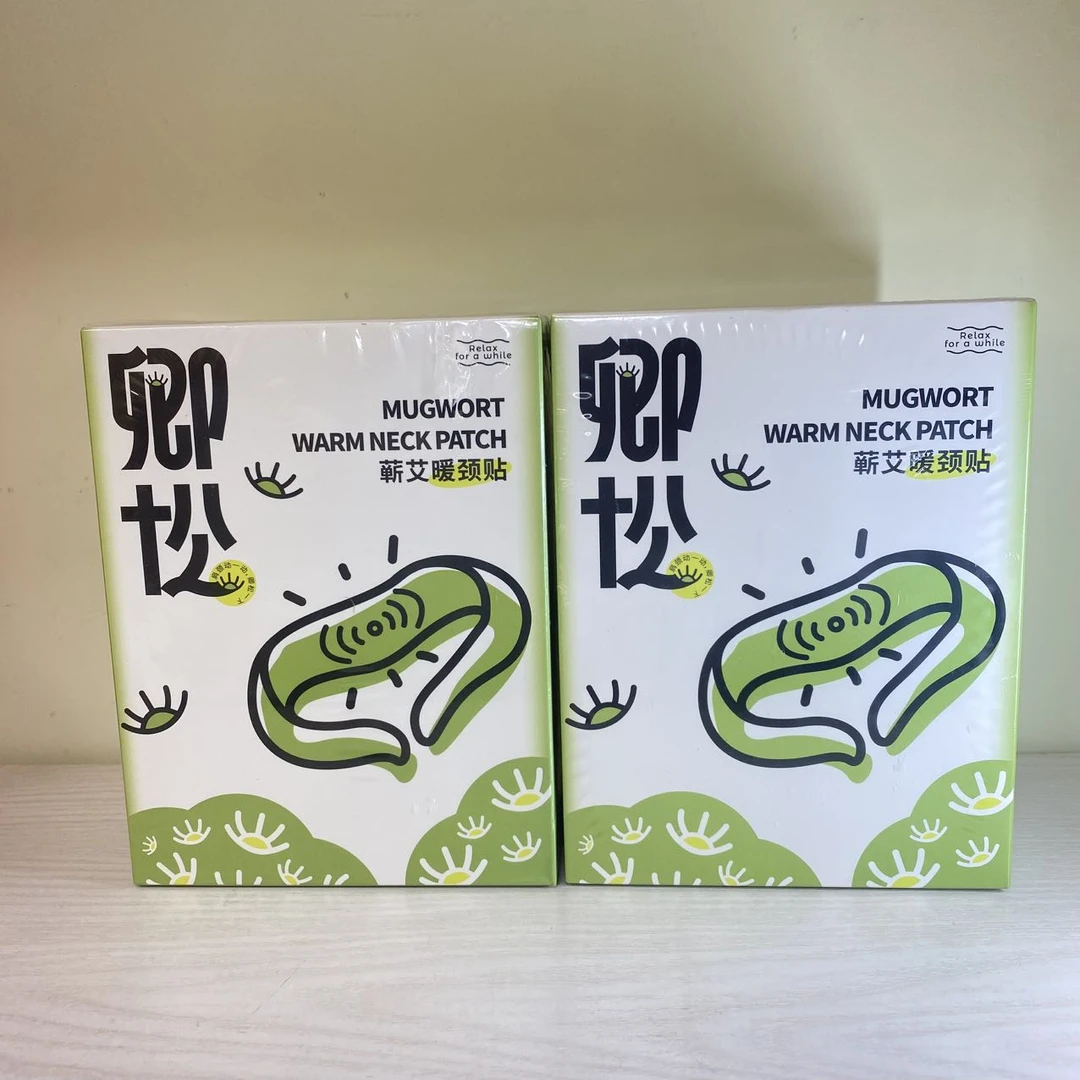 卿松
Relax
for a while
MUGWORT
WARM NECK PATCH
蕲艾暖颈贴
卿松
Relax
for a while
MUGWORT
WARM NECK PATCH
蕲艾暖颈贴